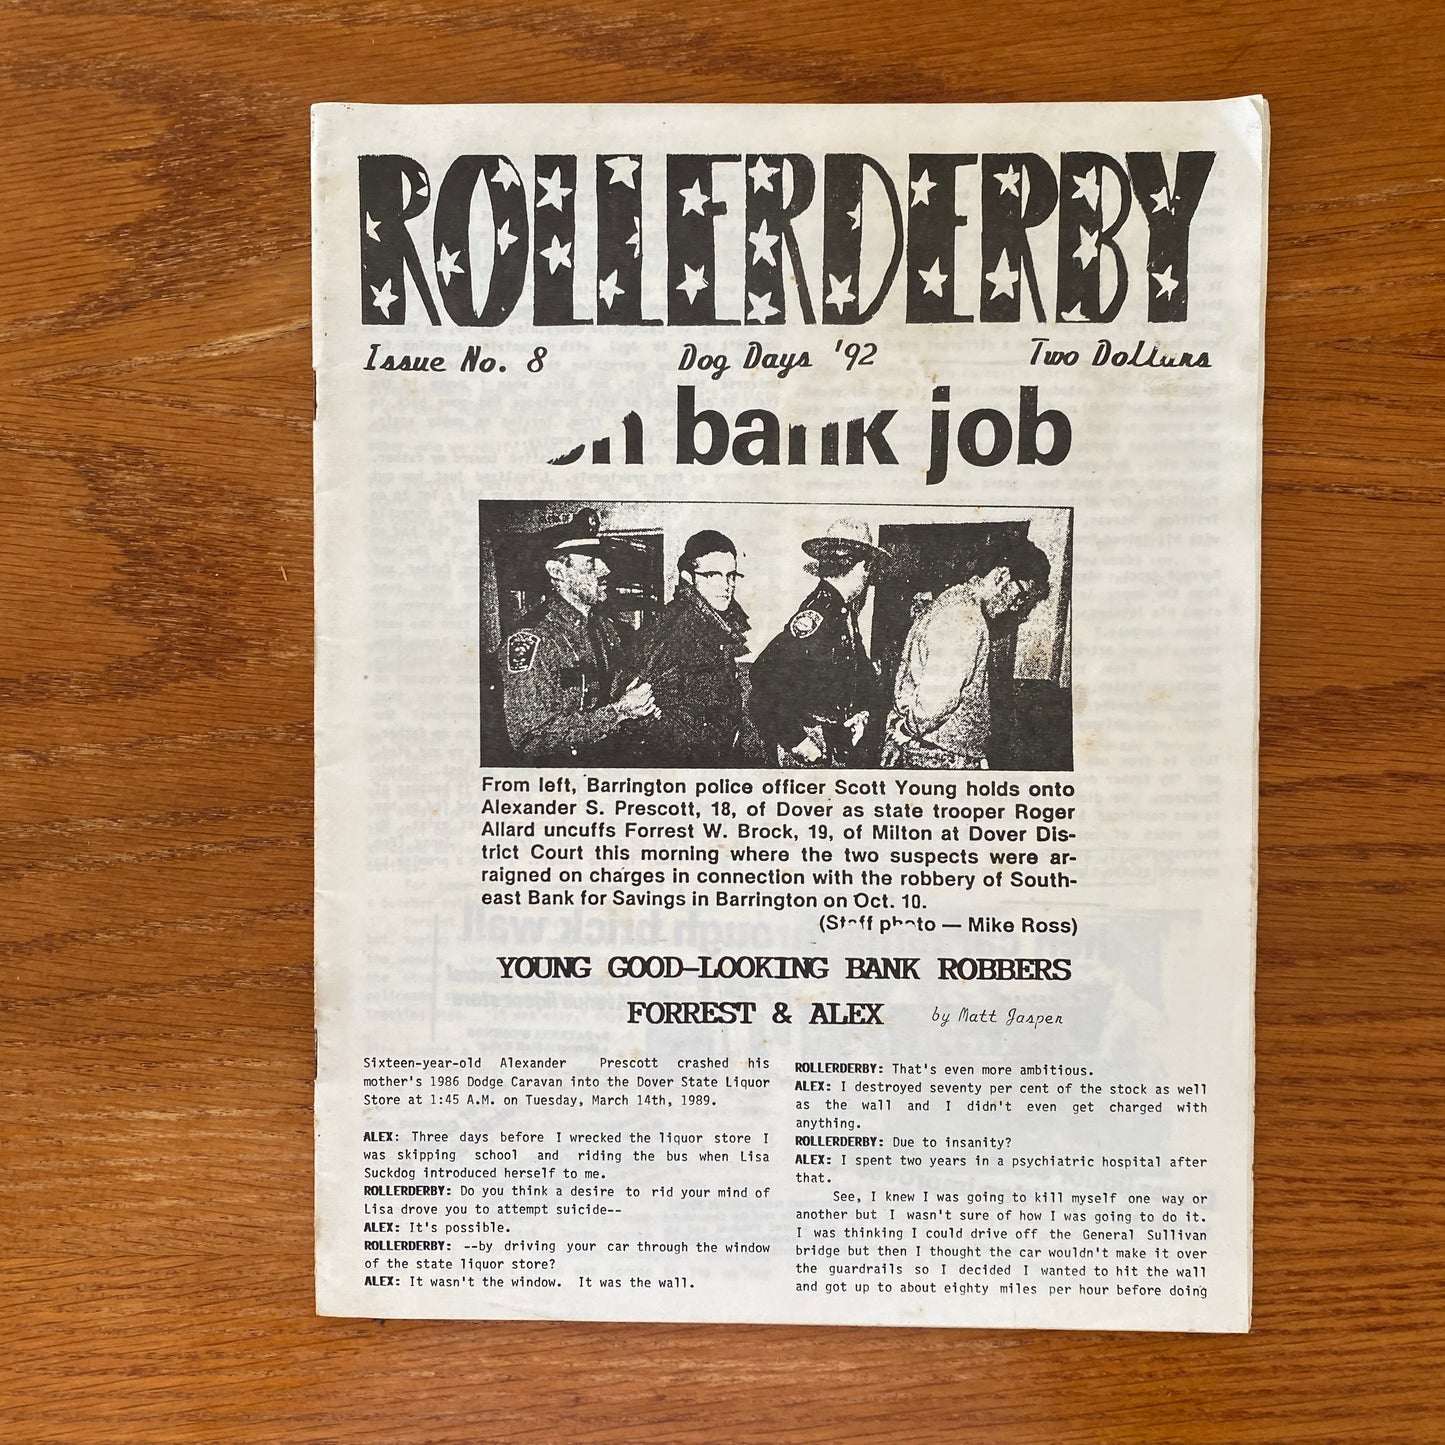 ROLLERDERBY
Issue No. 8 Dog Days '92 Two Dollars
bank job
From left, Barrington police officer Scott Young holds onto
Alexander S. Prescott, 18, of Dover as state trooper Roger
Allard uncuffs Forrest W. Brock, 19, of Milton at Dover Dis-
trict Court this morning where the two suspects were ar-
raigned on charges in connection with the robbery of South-
east Bank for Savings in Barrington on Oct. 10.
(Staff photo — Mike Ross)
YOUNG GOOD-LOOKING BANK ROBBERS
FORREST & ALEX by Matt Jasper
Sixteen-year-old Alexander Prescott crashed his
mother's 1986 Dodge Caravan into the Dover State Liquor
Store at 1:45 A.M. on Tuesday, March 14th, 1989.
ALEX: Three days before I wrecked the liquor store I
was skipping school and riding the bus when Lisa
Suckdog introduced herself to me.
ROLLERDERBY: Do you think a desire to rid your mind of
Lisa drove you to attempt suicide--
ALEX: It's possible.
ROLLERDERBY: --by driving your car through the window
of the state liquor store?
ALEX: It wasn't the window. It was the wall.
ROLLERDERBY: That's even more ambitious.
ALEX: I destroyed seventy per cent of the stock as well
as the wall and I didn't even get charged with
anything.
ROLLERDERBY: Due to insanity?
ALEX: I spent two years in a psychiatric hospital after
that.
See, I knew I was going to kill myself one way or
another but I wasn't sure of how I was going to do it.
I was thinking I could drive off the General Sullivan
bridge but then I thought the car wouldn't make it over
the guardrails so I decided I wanted to hit the wall
and got up to about eighty miles per hour before doing